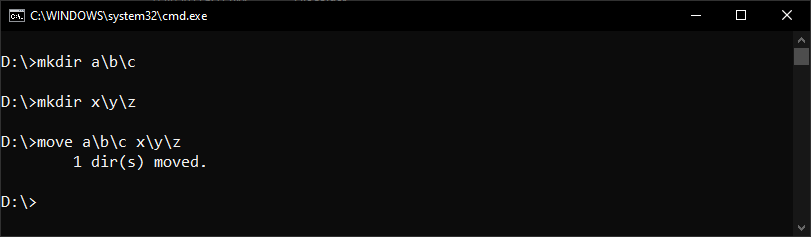 C:\WINDOWS\system32\cmd.exe
D:\>mkdir a\b\c
D:\>mkdir x\y\z
D:\>move a\b\c x\y\z
        1 dir(s) moved.
D:\>